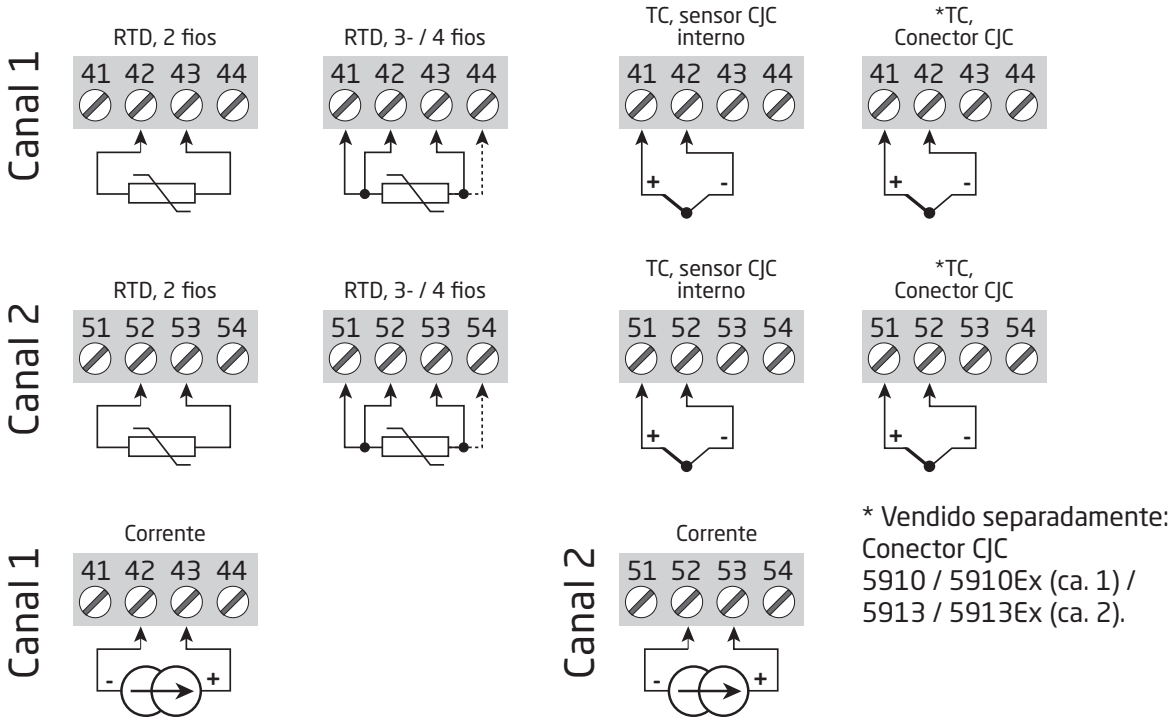 Canal 1
RTD, 2 fios
41 42 43 44
RTD, 3- / 4 fios
41 42 43 44
TC, sensor CJC
interno
41 42 43 44
+ -
*TC,
Conector CJC
41 42 43 44
+ -
Canal 2
RTD, 2 fios
51 52 53 54
RTD, 3- / 4 fios
51 52 53 54
TC, sensor CJC
interno
51 52 53 54
+ -
*TC,
Conector CJC
51 52 53 54
+ -
Canal 1
Corrente
41 42 43 44
- +
Canal 2
Corrente
51 52 53 54
- +
* Vendido separadamente:
Conector CJC
5910 / 5910Ex (ca. 1) /
5913 / 5913Ex (ca. 2).